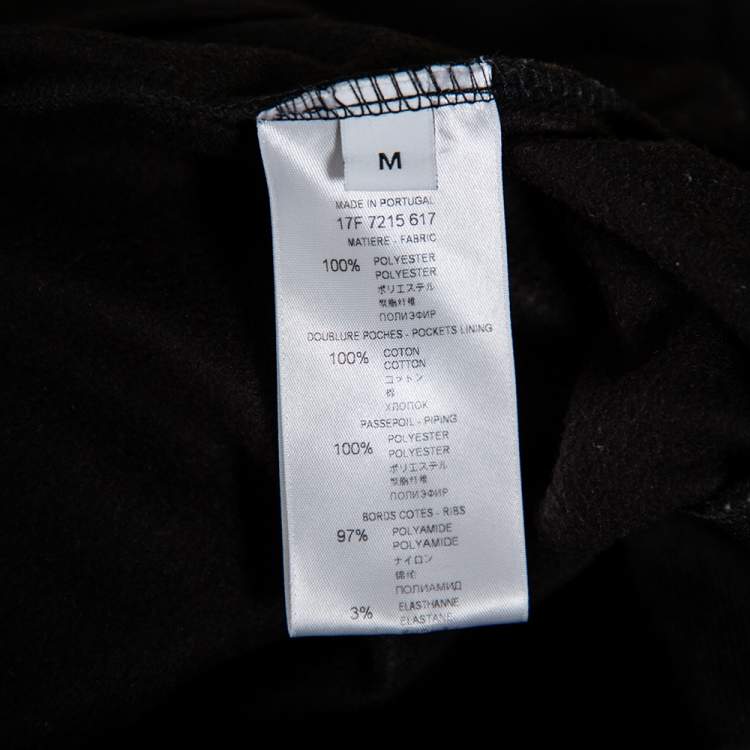 M
MADE IN PORTUGAL
17F 7215 617
MATIERE - FABRIC
100% POLYESTER
POLYESTER
ポリエステル
聚酯纤维
ПОЛИЭФИР
DOUBLURE POCHES - POCKETS LINING
100% COTON
COTTON
コットン
棉
ХЛОПОК
PASSEPOIL - PIPING
100% POLYESTER
POLYESTER
ポリエステル
聚酯纤维
ПОЛИЭФИР
BORDS COTES - RIBS
97% POLYAMIDE
POLYAMIDE
ナイロン
锦纶
ПОЛИАМИД
3% ELASTHANNE
ELASTANE